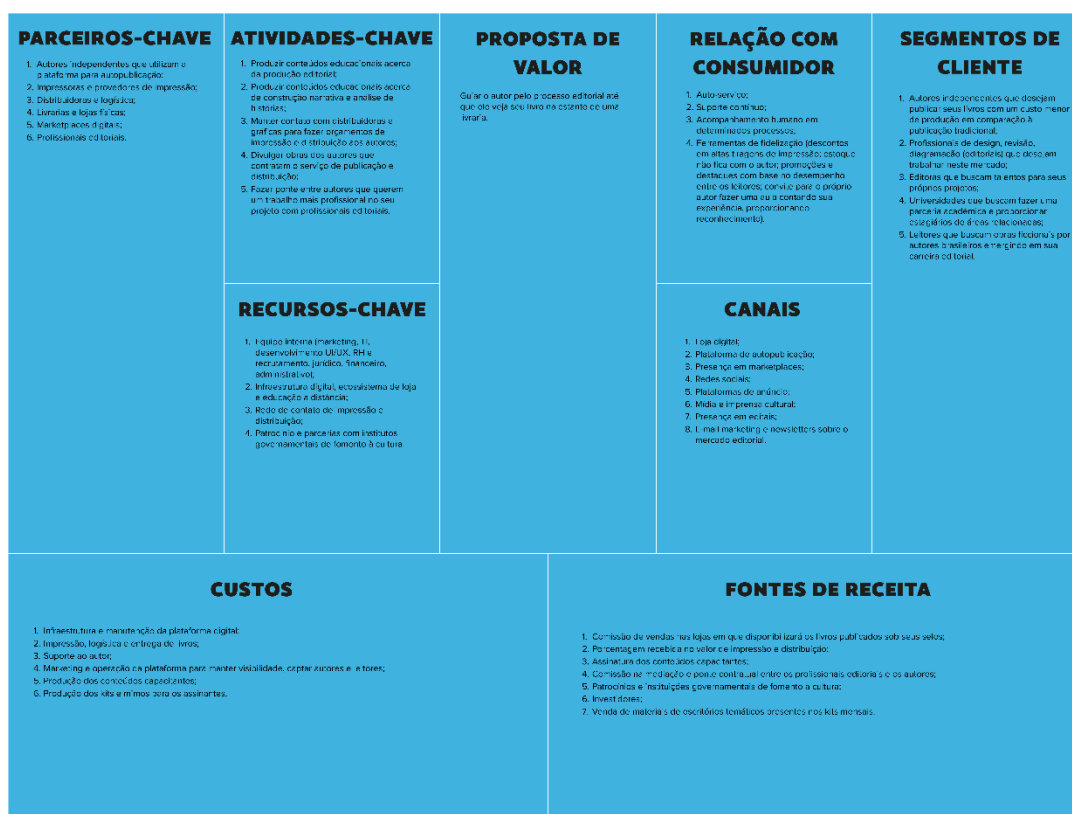 PARCEIROS-CHAVE
1. Autores independentes que utilizam a
plataforma para autopublicação;
2. Impressoras e provedores de impressão;
3. Distribuidoras e logística;
4. Livrarias e lojas físicas;
5. Marketplaces digitais;
6. Profissionais editoriais.
ATIVIDADES-CHAVE
1. Produzir conteúdos educacionais acerca
da produção editorial;
2. Produzir conteúdos educacionais acerca
de construção narrativa e análise de
histórias;
3. Manter contato com distribuidoras e
gráficas para fazer orçamentos de
impressão e distribuição aos autores;
4. Divulgar obras dos autores que
contratam o serviço de publicação e
distribuição;
5. Fazer ponte entre autores que querem
um trabalho mais profissional no seu
projeto com profissionais editoriais.
RECURSOS-CHAVE
1. Equipe interna (marketing, TI,
desenvolvimento UI/UX, RH e
recrutamento, jurídico, financeiro,
administrativo);
2. Infraestrutura digital, ecossistema de loja
e educação a distância;
3. Rede de contato de impressão e
distribuição;
4. Patrocínio e parcerias com institutos
governamentais de fomento à cultura
PROPOSTA DE
VALOR
Guiar o autor pelo processo editorial até
que ele veja seu livro na estante de uma
livraria.
RELAÇÃO COM
CONSUMIDOR
1. Auto-serviço;
2. Suporte contínuo;
3. Acompanhamento humano em
determinados processos;
4. Ferramentas de fidelização (descontos
em altas tiragens de impressão; estoque
não fica com o autor; promoções e
destaques com base no desempenho
entre os leitores; convite para o próprio
autor fazer uma aula contando sua
experiência, proporcionando
reconhecimento).
CANAIS
1. Loja digital;
2. Plataforma de autopublicação;
3. Presença em marketplaces;
4. Redes sociais;
5. Plataformas de anúncio;
6. Mídia e imprensa cultural;
7. Presença em editais;
8. E-mail marketing e newsletters sobre o
mercado editorial.
SEGMENTOS DE
CLIENTE
1. Autores independentes que desejam
publicar seus livros com um custo menor
de produção em comparação à
publicação tradicional;
2. Profissionais de design, revisão,
diagramação (editoriais) que desejam
trabalhar neste mercado;
3. Editoras que buscam talentos para seus
próprios projetos;
4. Universidades que buscam fazer uma
parceria acadêmica e proporcionar
estagiários de áreas relacionadas;
5. Leitores que buscam obras ficcionais por
autores brasileiros emergindo em sua
carreira editorial.
CUSTOS
1. Infraestrutura e manutenção da plataforma digital;
2. Impressão, logística e entrega de livros;
3. Suporte ao autor;
4. Marketing e operação da plataforma para manter visibilidade, captar autores e leitores;
5. Produção dos conteúdos capacitantes;
6. Produção dos kits e mimos para os assinantes.
FONTES DE RECEITA
1. Comissão de vendas nas lojas em que disponibilizará os livros publicados sob seus selos;
2. Porcentagem recebida no valor de impressão e distribuição;
3. Assinatura dos conteúdos capacitantes;
4. Comissão na mediação e ponte contratual entre os profissionais editoriais e os autores;
5. Patrocínios e instituições governamentais de fomento a cultura;
6. Investidores;
7. Venda de materiais de escritórios temáticos presentes nos kits mensais.